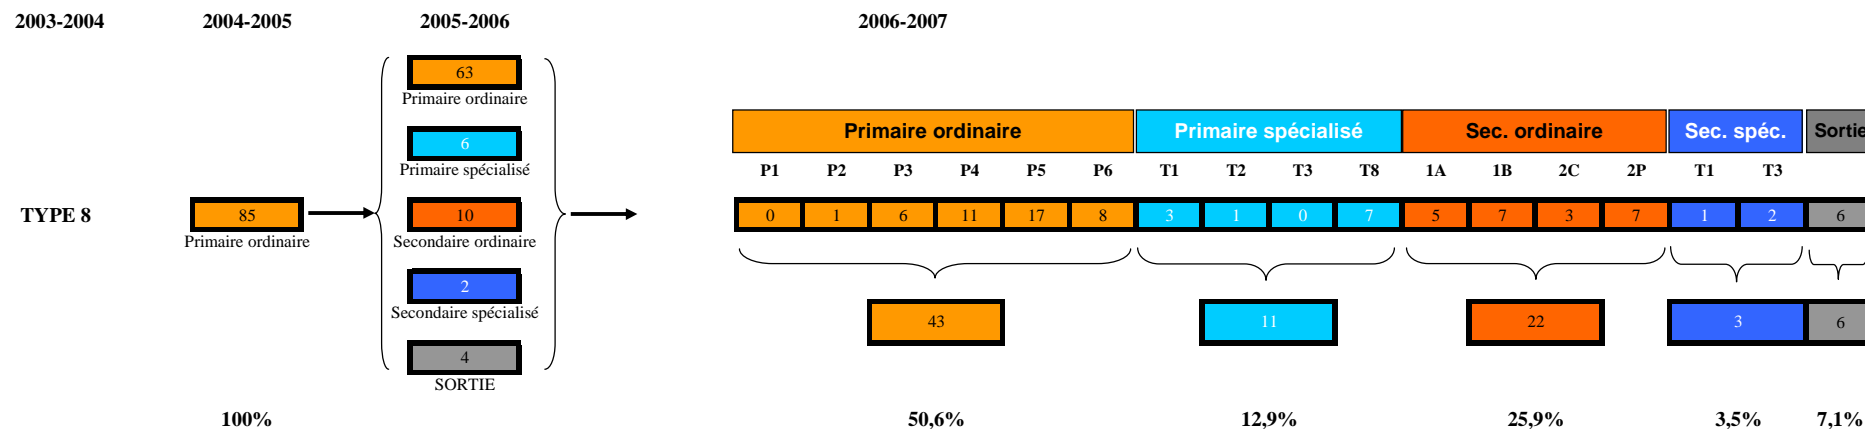 2003-2004 2004-2005 2005-2006 2006-2007
63
Primaire ordinaire
Primaire ordinaire Primaire spécialisé Sec. ordinaire Sec. spéc. Sortie
6
Primaire spécialisé
P1 P2 P3 P4 P5 P6 T1 T2 T3 T8 1A 1B 2C 2P T1 T3
TYPE 8 85 10 0 1 6 11 17 8 3 1 0 7 5 7 3 7 1 2 6
Primaire ordinaire Secondaire ordinaire
2
Secondaire spécialisé
43 11 22 3 6
4
SORTIE
100% 50,6% 12,9% 25,9% 3,5% 7,1%